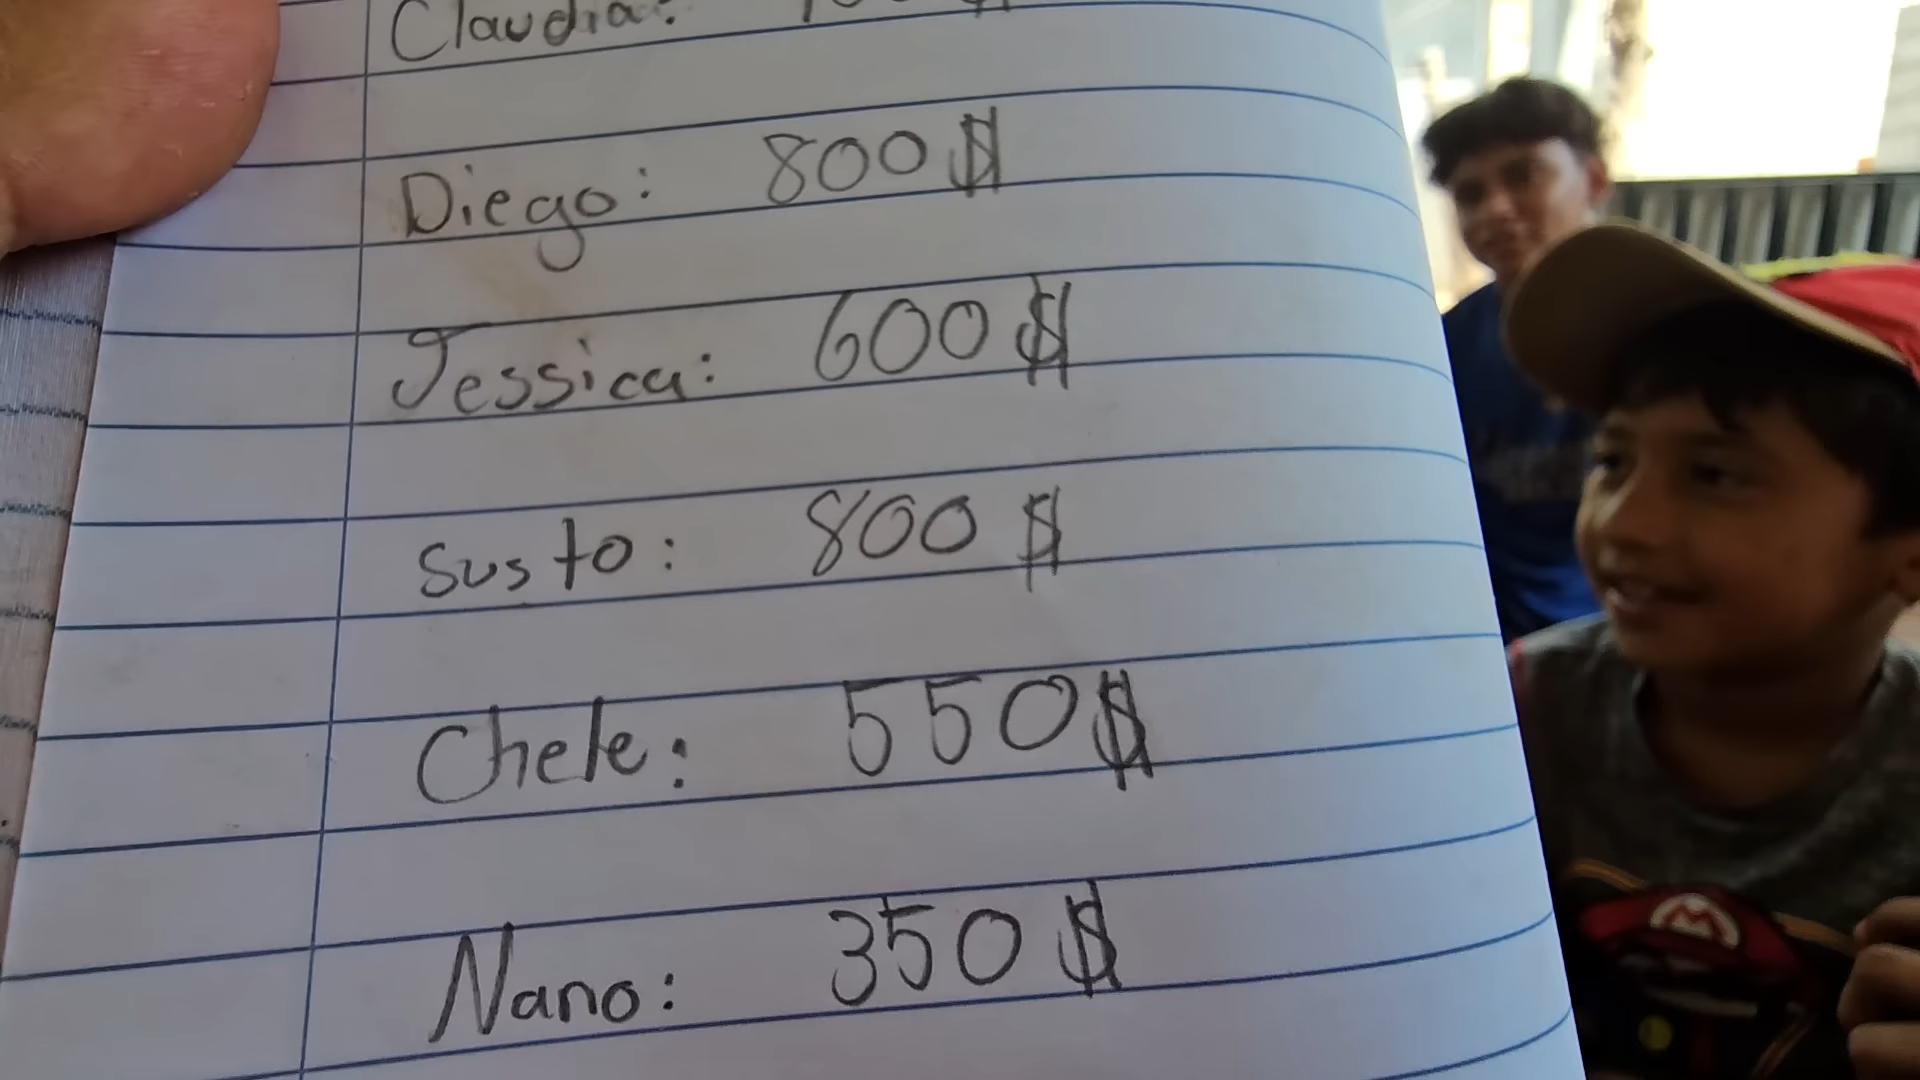 Claudia:
Diego: 800$
Jessica: 600$
Susto: 800$
Chele: 550$
Nano: 350$
M